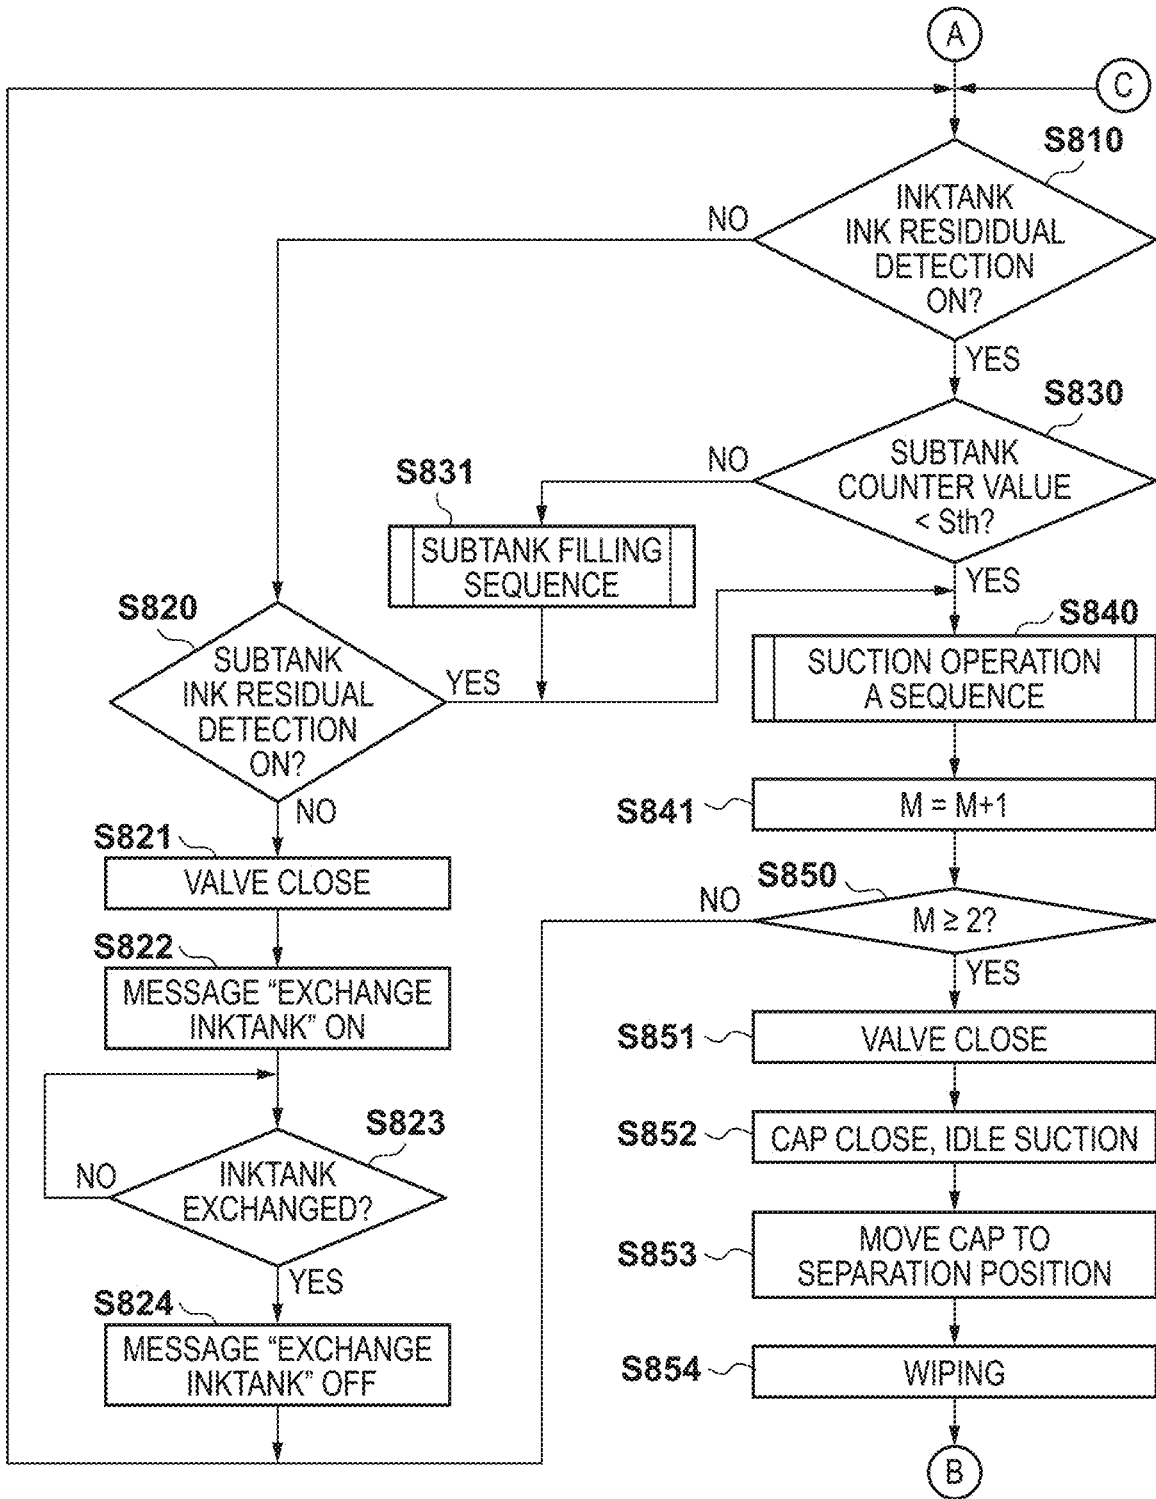 A
C
S810
INKTANK
INK RESIDIDUAL
DETECTION
ON?
NO
YES
S830
SUBTANK
COUNTER VALUE
< Sth?
NO
YES
S831
SUBTANK FILLING
SEQUENCE
S820
SUBTANK
INK RESIDUAL
DETECTION
ON?
YES
NO
S840
SUCTION OPERATION
A SEQUENCE
S841
M = M+1
S850
M ≥ 2?
NO
YES
S821
VALVE CLOSE
S822
MESSAGE “EXCHANGE
INKTANK” ON
S823
INKTANK
EXCHANGED?
NO
YES
S824
MESSAGE “EXCHANGE
INKTANK” OFF
S851
VALVE CLOSE
S852
CAP CLOSE, IDLE SUCTION
S853
MOVE CAP TO
SEPARATION POSITION
S854
WIPING
B